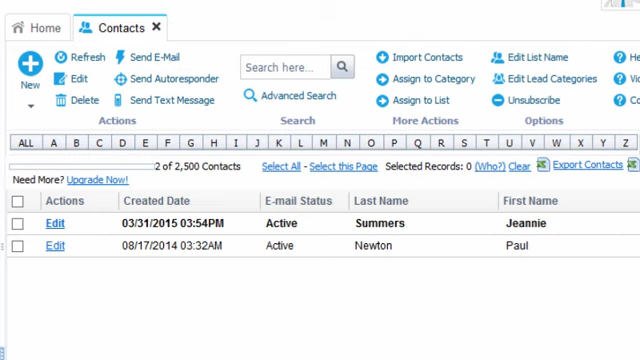 Home Contacts
Refresh Send E-Mail Import Contacts Edit List Name
Search here...
New Edit Send Autoresponder Assign to Category Edit Lead Categories
Delete Send Text Message Advanced Search Assign to List Unsubscribe
Actions Search More Actions Options
ALL A B C D E F G H I J K L M N O P Q R S T U V W X Y Z
2 of 2,500 Contacts Select All - Select this Page Selected Records: 0 (Who?) Clear Export Contacts
Need More? Upgrade Now!
Actions Created Date E-mail Status Last Name First Name
Edit 03/31/2015 03:54PM Active Summers Jeannie
Edit 08/17/2014 03:32AM Active Newton Paul